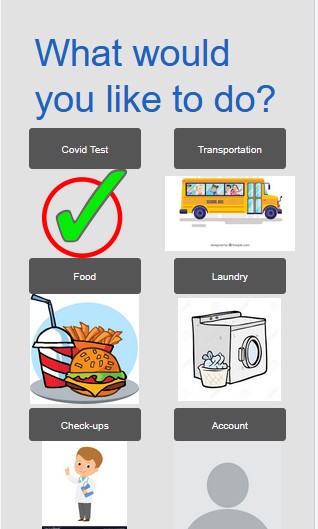 What would
you like to do?
Covid Test
Transportation
SCHOOL BUS
designed by freepik.com
Food
Laundry
Check-ups
Account